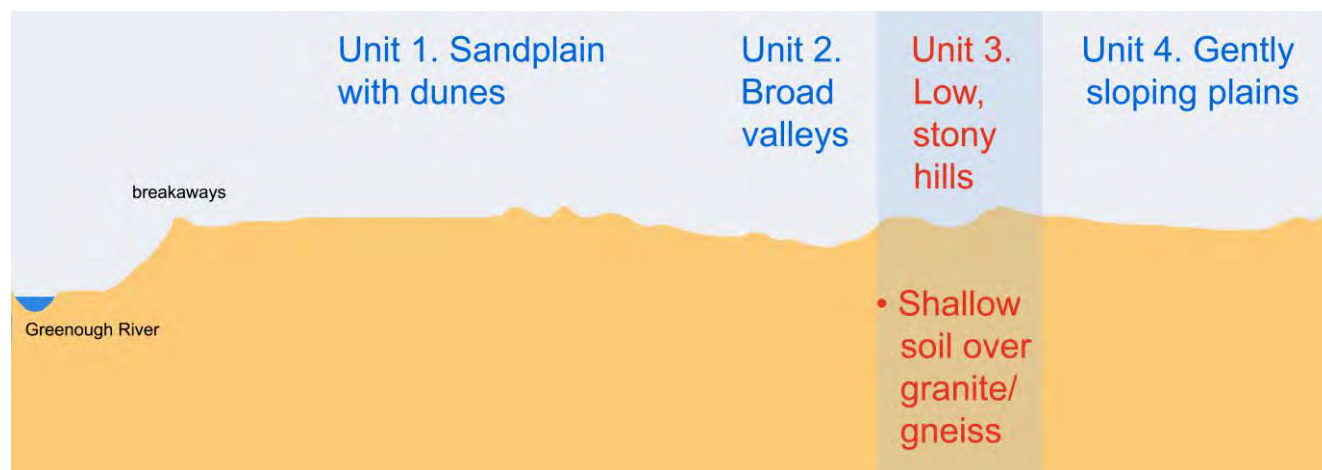 Unit 1. Sandplain
with dunes
Unit 2.
Broad
valleys
Unit 3.
Low,
stony
hills
Unit 4. Gently
sloping plains
breakaways
Greenough River
• Shallow
soil over
granite/
gneiss